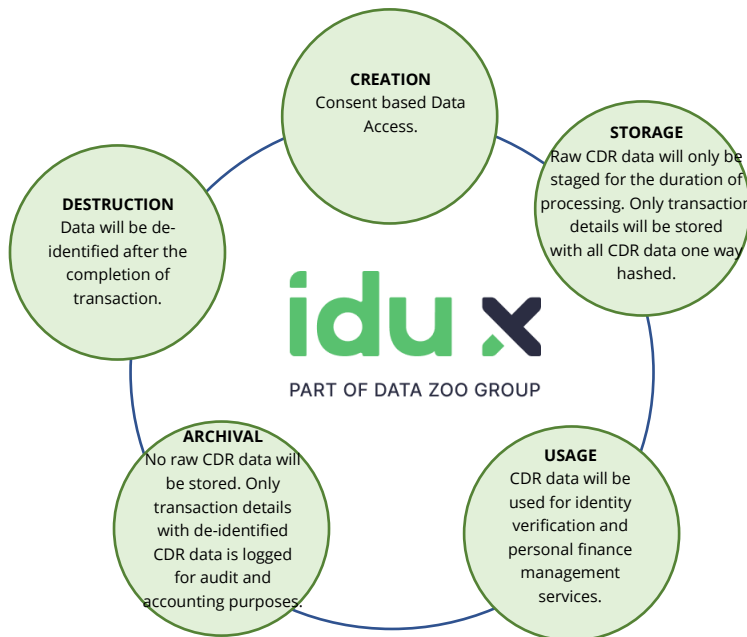 CREATION
Consent based Data
Access.
STORAGE
Raw CDR data will only be
staged for the duration of
processing. Only transaction
details will be stored
with all CDR data one way
hashed.
DESTRUCTION
Data will be de-
identified after the
completion of
transaction.
idu x
PART OF DATA ZOO GROUP
ARCHIVAL
No raw CDR data will
be stored. Only
transaction details
with de-identified
CDR data is logged
for audit and
accounting purposes.
USAGE
CDR data will be
used for identity
verification and
personal finance
management
services.